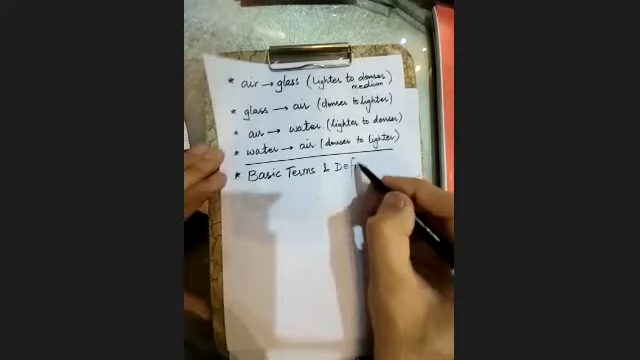 * air → glass (lighter to denser
medium)
* glass → air (denser to lighter)
* air → water (lighter to denser)
* water → air (denser to lighter)
* Basic Terms & Def